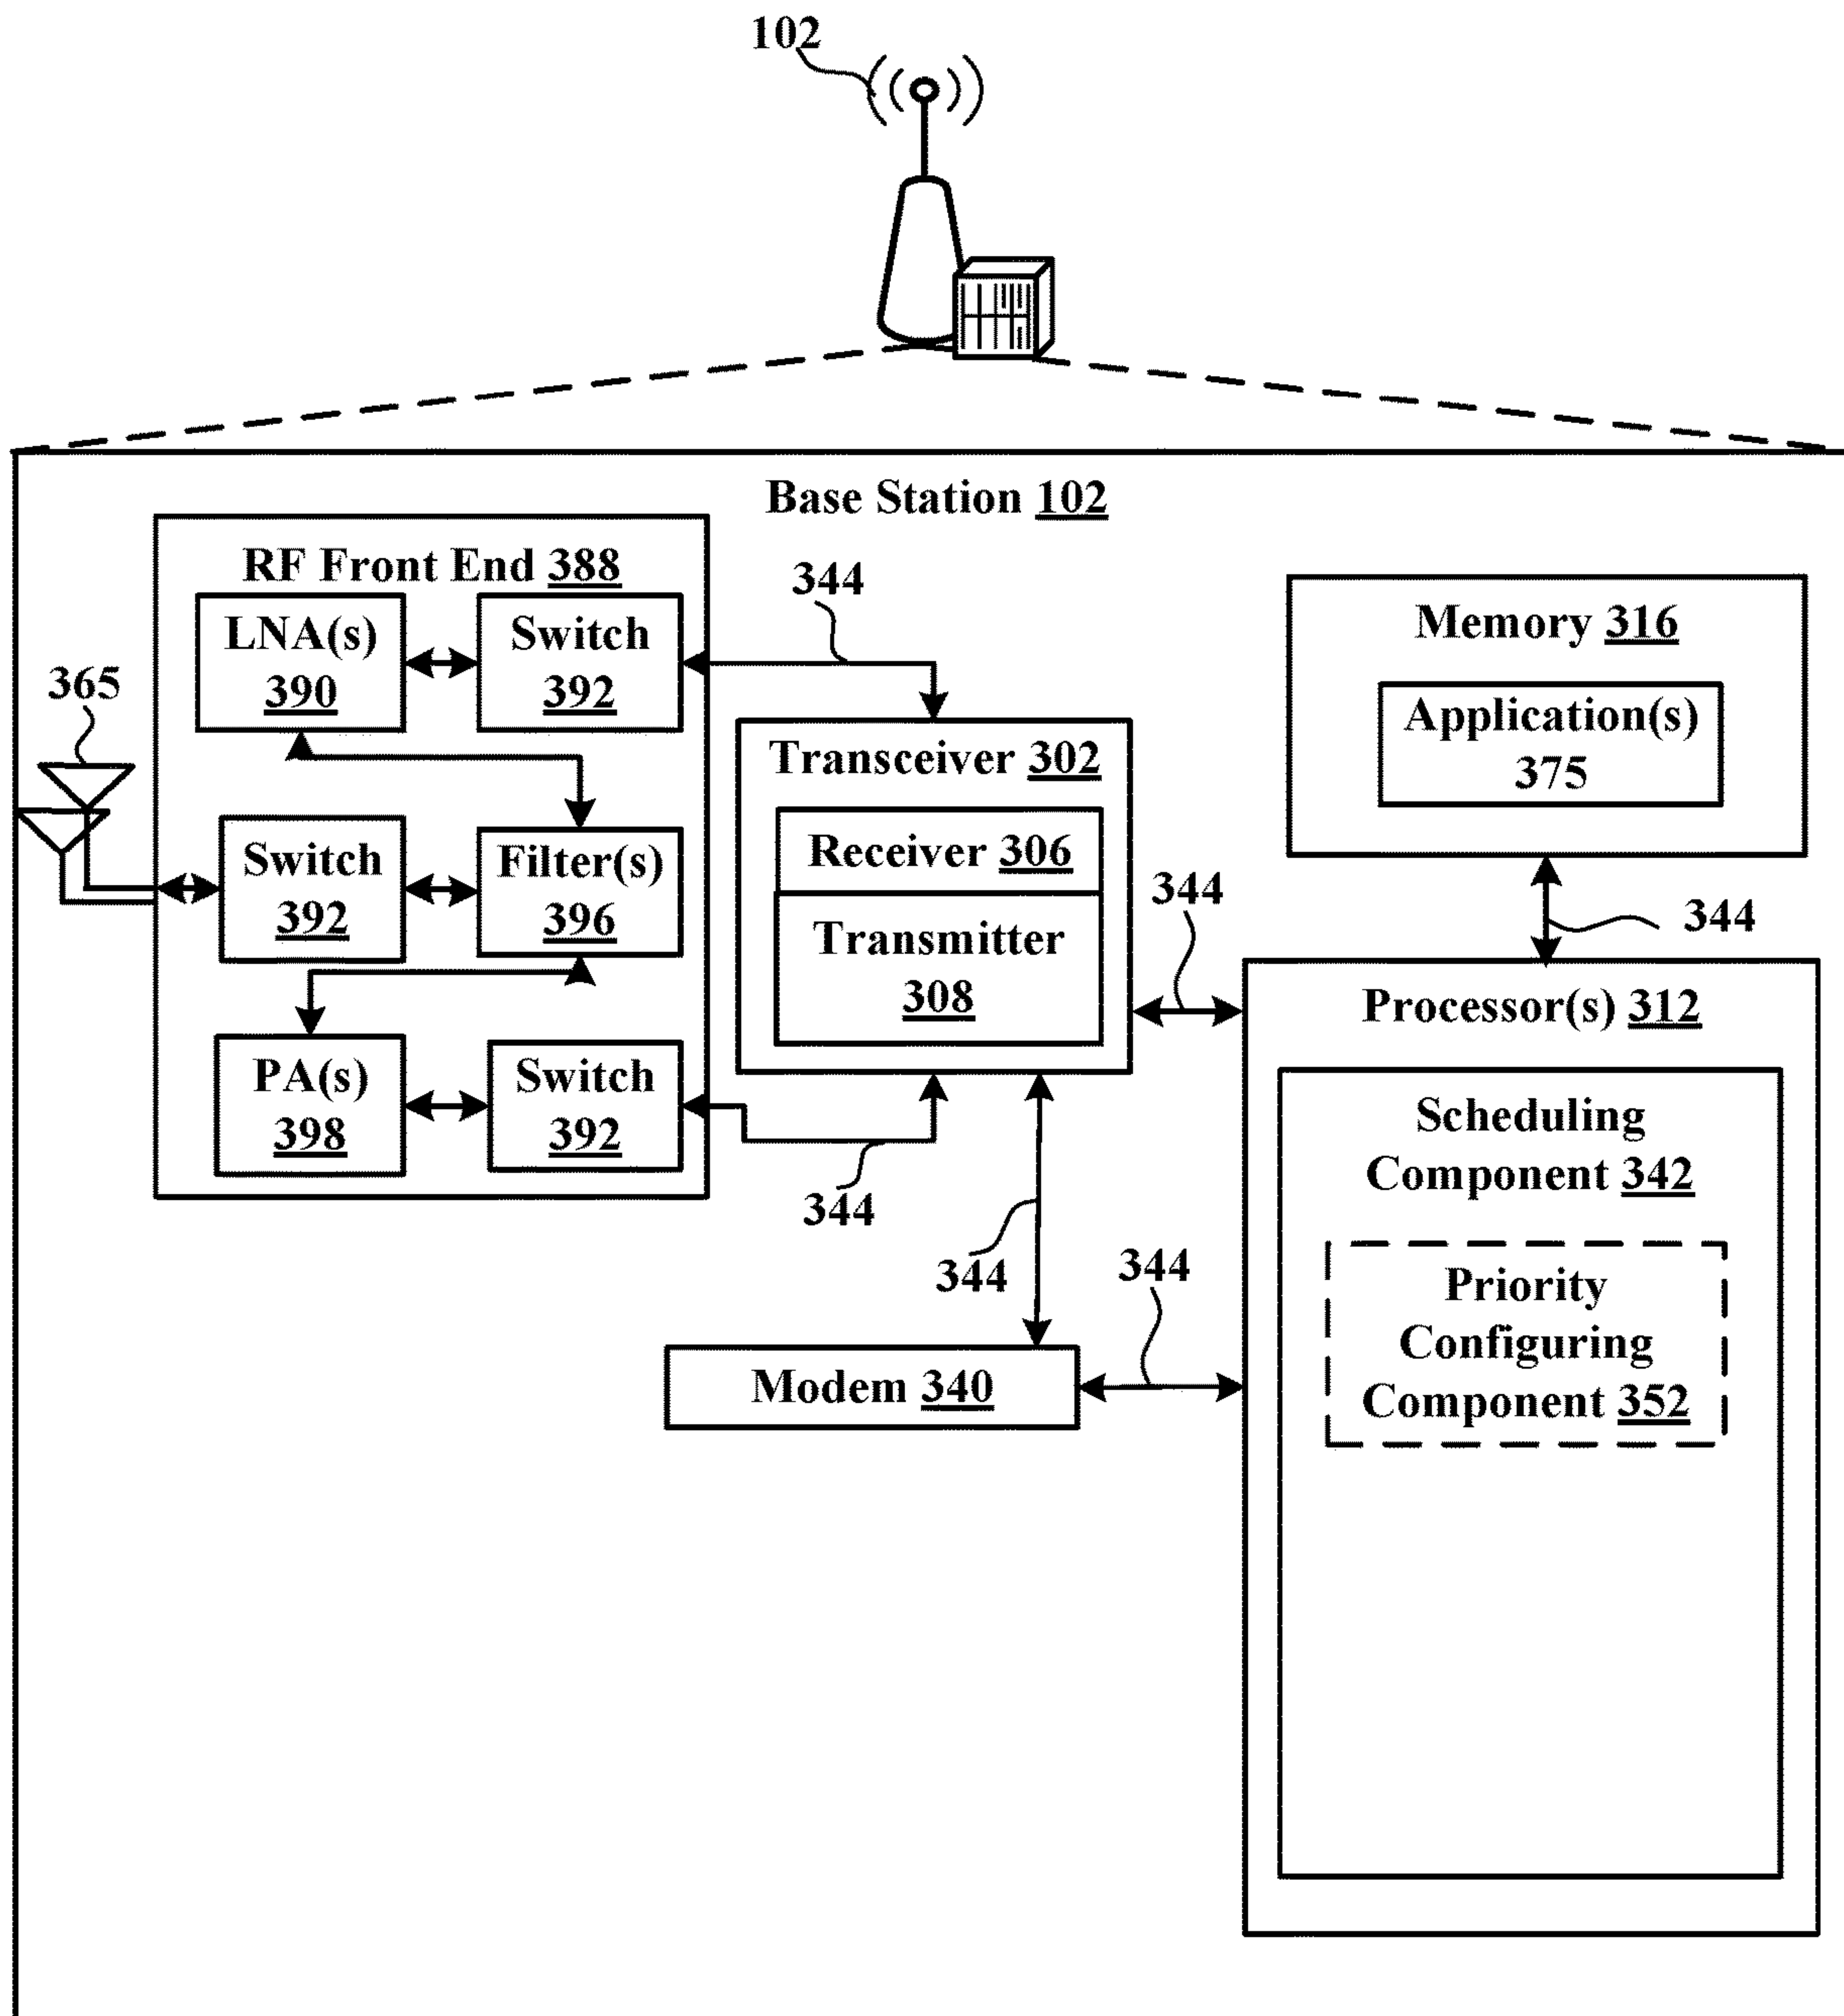 102
Base Station 102
RF Front End 388
LNA(s)
390
Switch
392
344
365
Switch
392
Filter(s)
396
PA(s)
398
Switch
392
344
Transceiver 302
Receiver 306
Transmitter
308
344
344
Modem 340
344
Memory 316
Application(s)
375
344
Processor(s) 312
Scheduling
Component 342
Priority
Configuring
Component 352